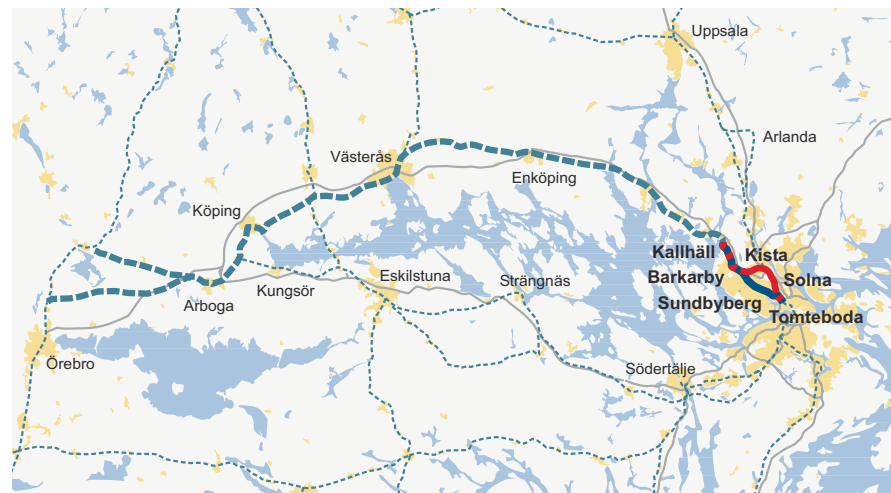 Uppsala
Arlanda
Västerås
Enköping
Köping
Kallhäll
Kista
Barkarby
Solna
Eskilstuna
Strängnäs
Kungsör
Arboga
Sundbyberg
Tomteboda
Örebro
Södertälje